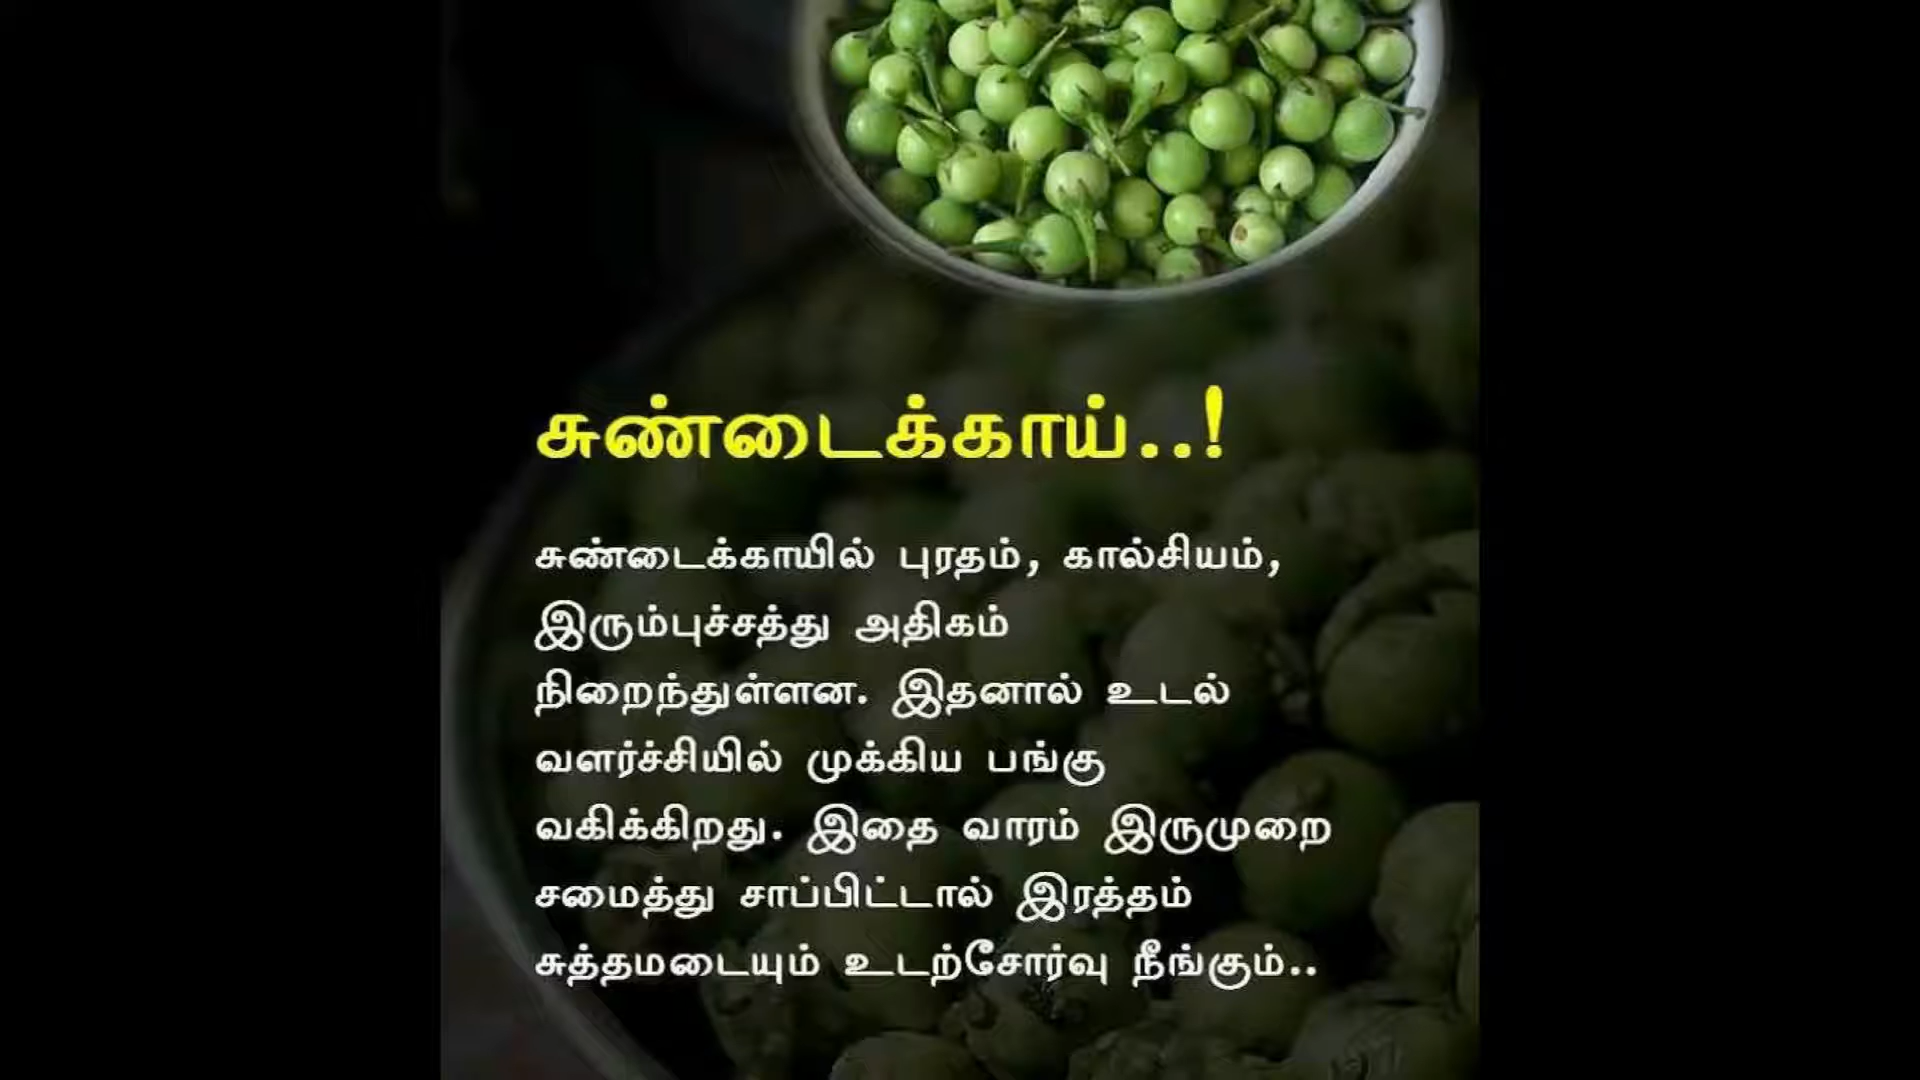 சுண்டைக்காய்..!
சுண்டைக்காயில் புரதம், கால்சியம்,
இரும்புச்சத்து அதிகம்
நிறைந்துள்ளன. இதனால் உடல்
வளர்ச்சியில் முக்கிய பங்கு
வகிக்கிறது. இதை வாரம் இருமுறை
சமைத்து சாப்பிட்டால் இரத்தம்
சுத்தமடையும் உடற்சோர்வு நீங்கும்..